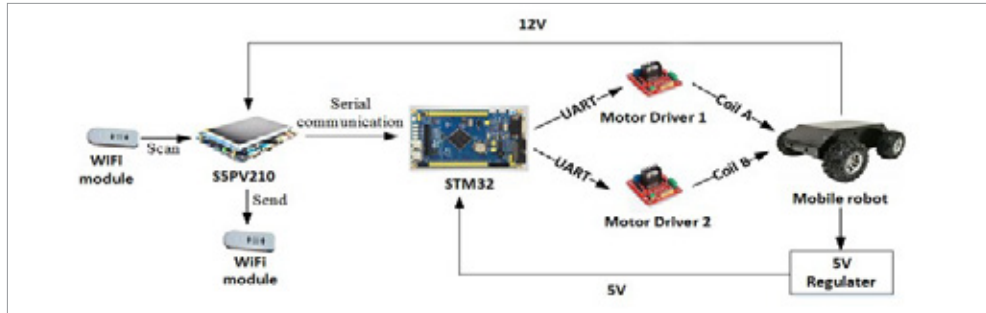 12V
Serial
communication
UART
Motor Driver 1
Coil A
WiFi
module
Scan
S5PV210
STM32
UART
Motor Driver 2
Coil B
Mobile robot
Send
WiFi
module
5V
5V
Regulater